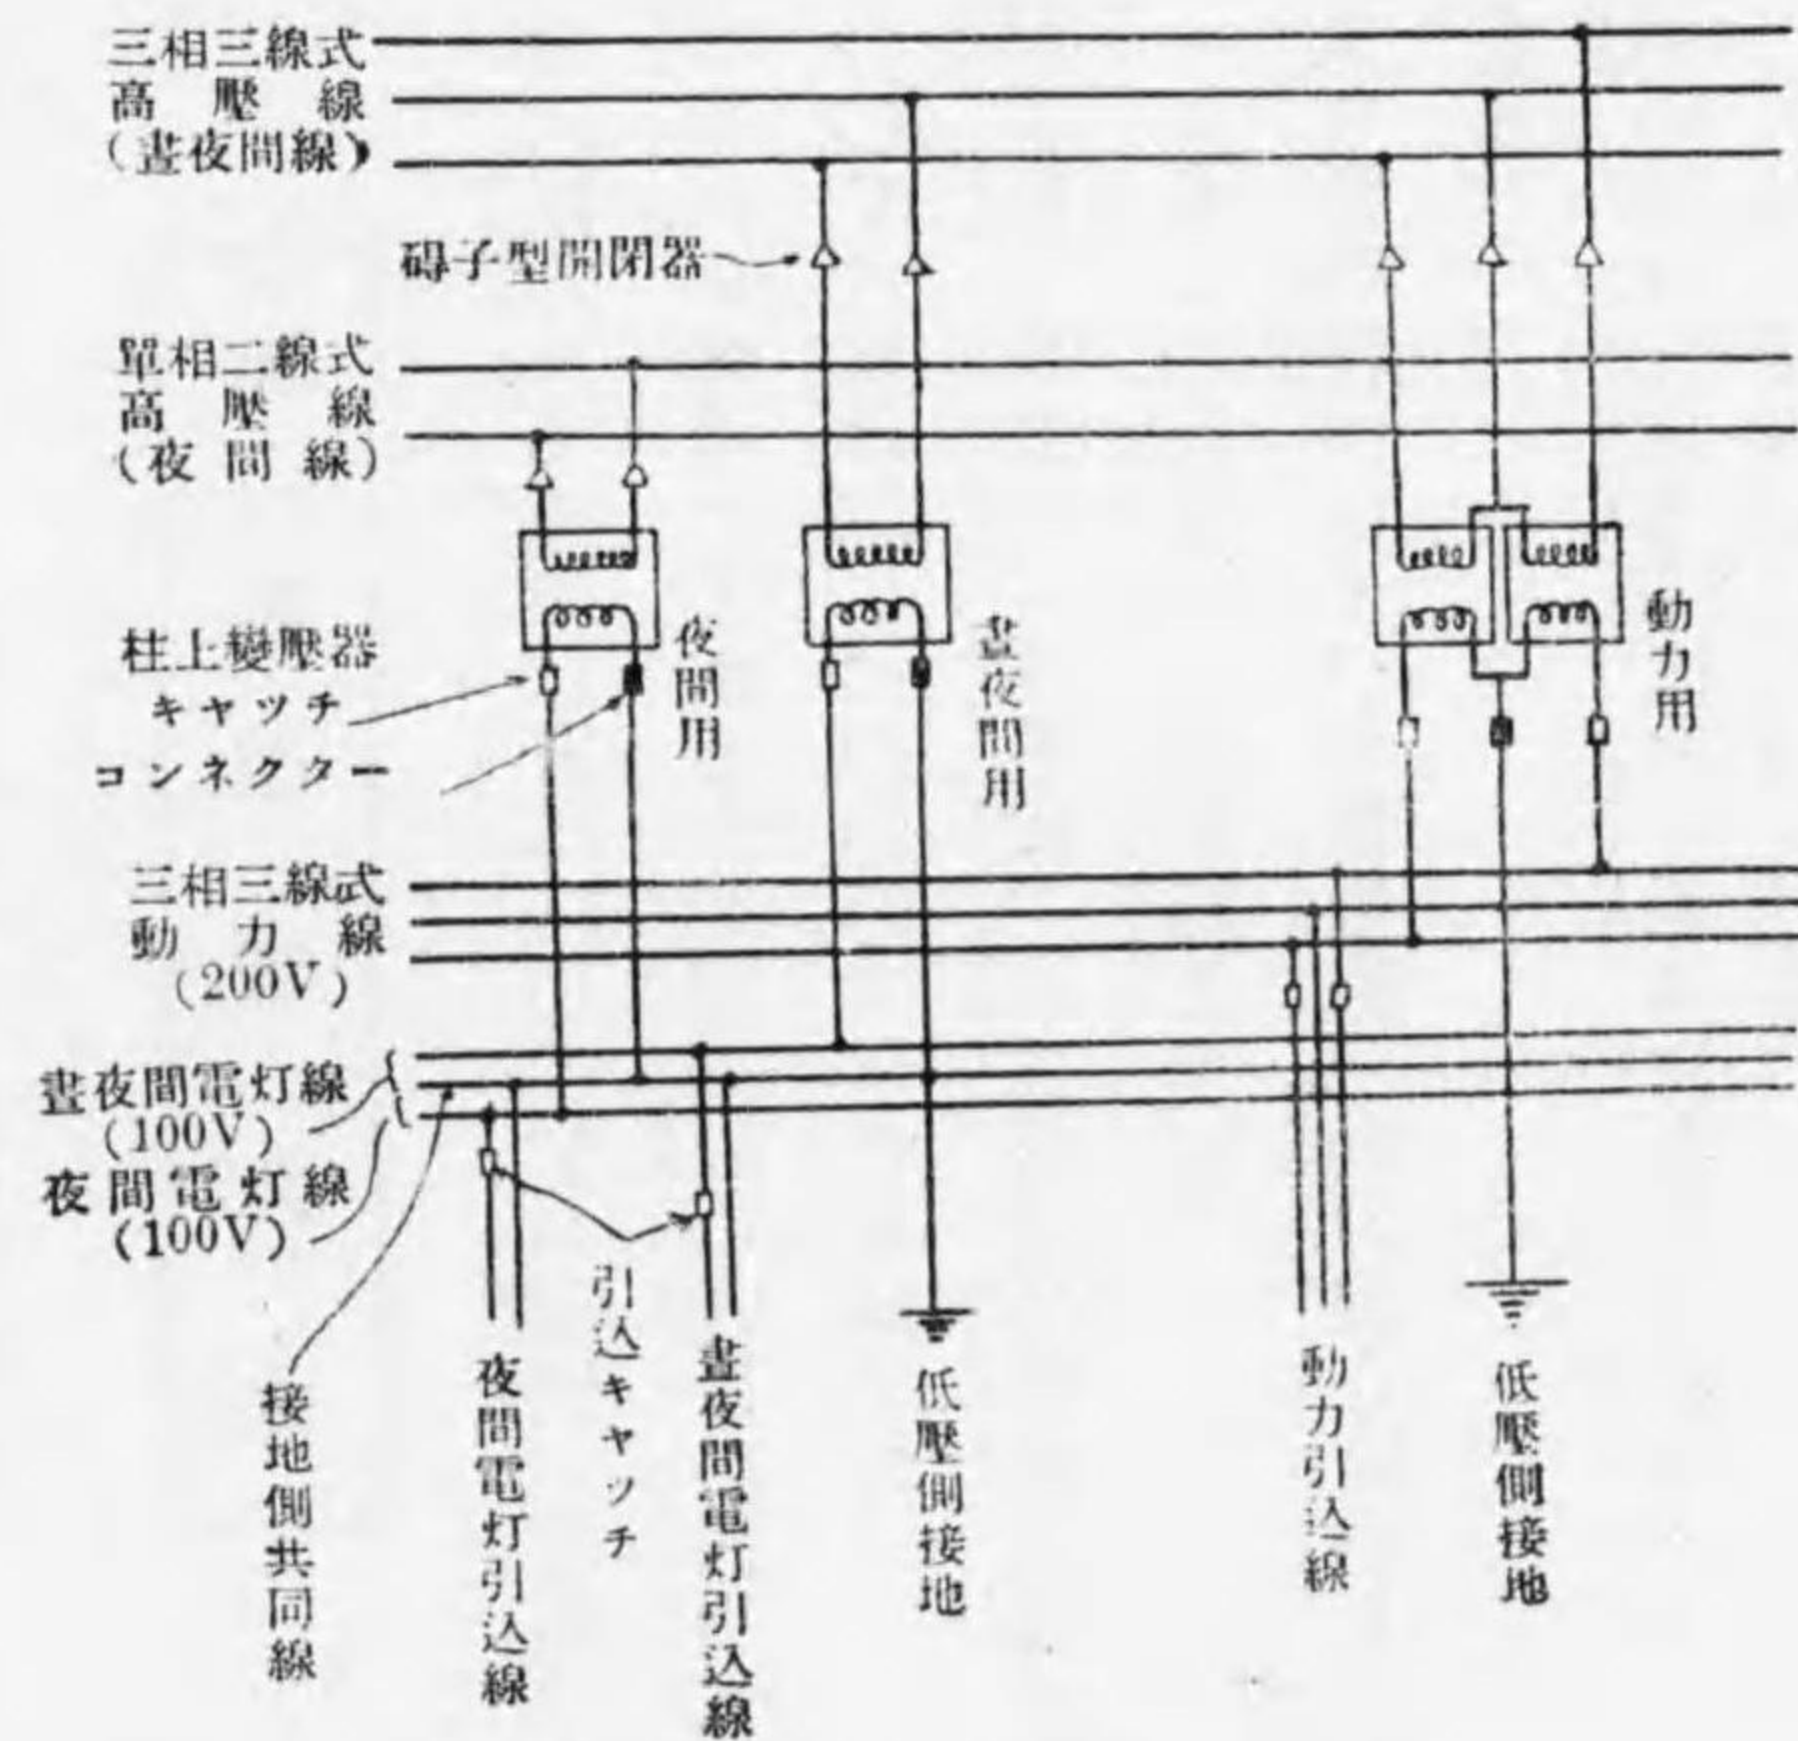 三相三線式
高壓線
(晝夜間線)
碍子型開閉器
單相二線式
高壓線
(夜間線)
柱上變壓器
キャッチ
コンネクター
夜間用
晝夜間用
動力用
三相三線式
動力線
(200V)
晝夜間電灯線
(100V)
夜間電灯線
(100V)
接地側共同線
夜間電灯引込線
引込キャッチ
晝夜間電灯引込線
低壓側接地
動力引込線
低壓側接地